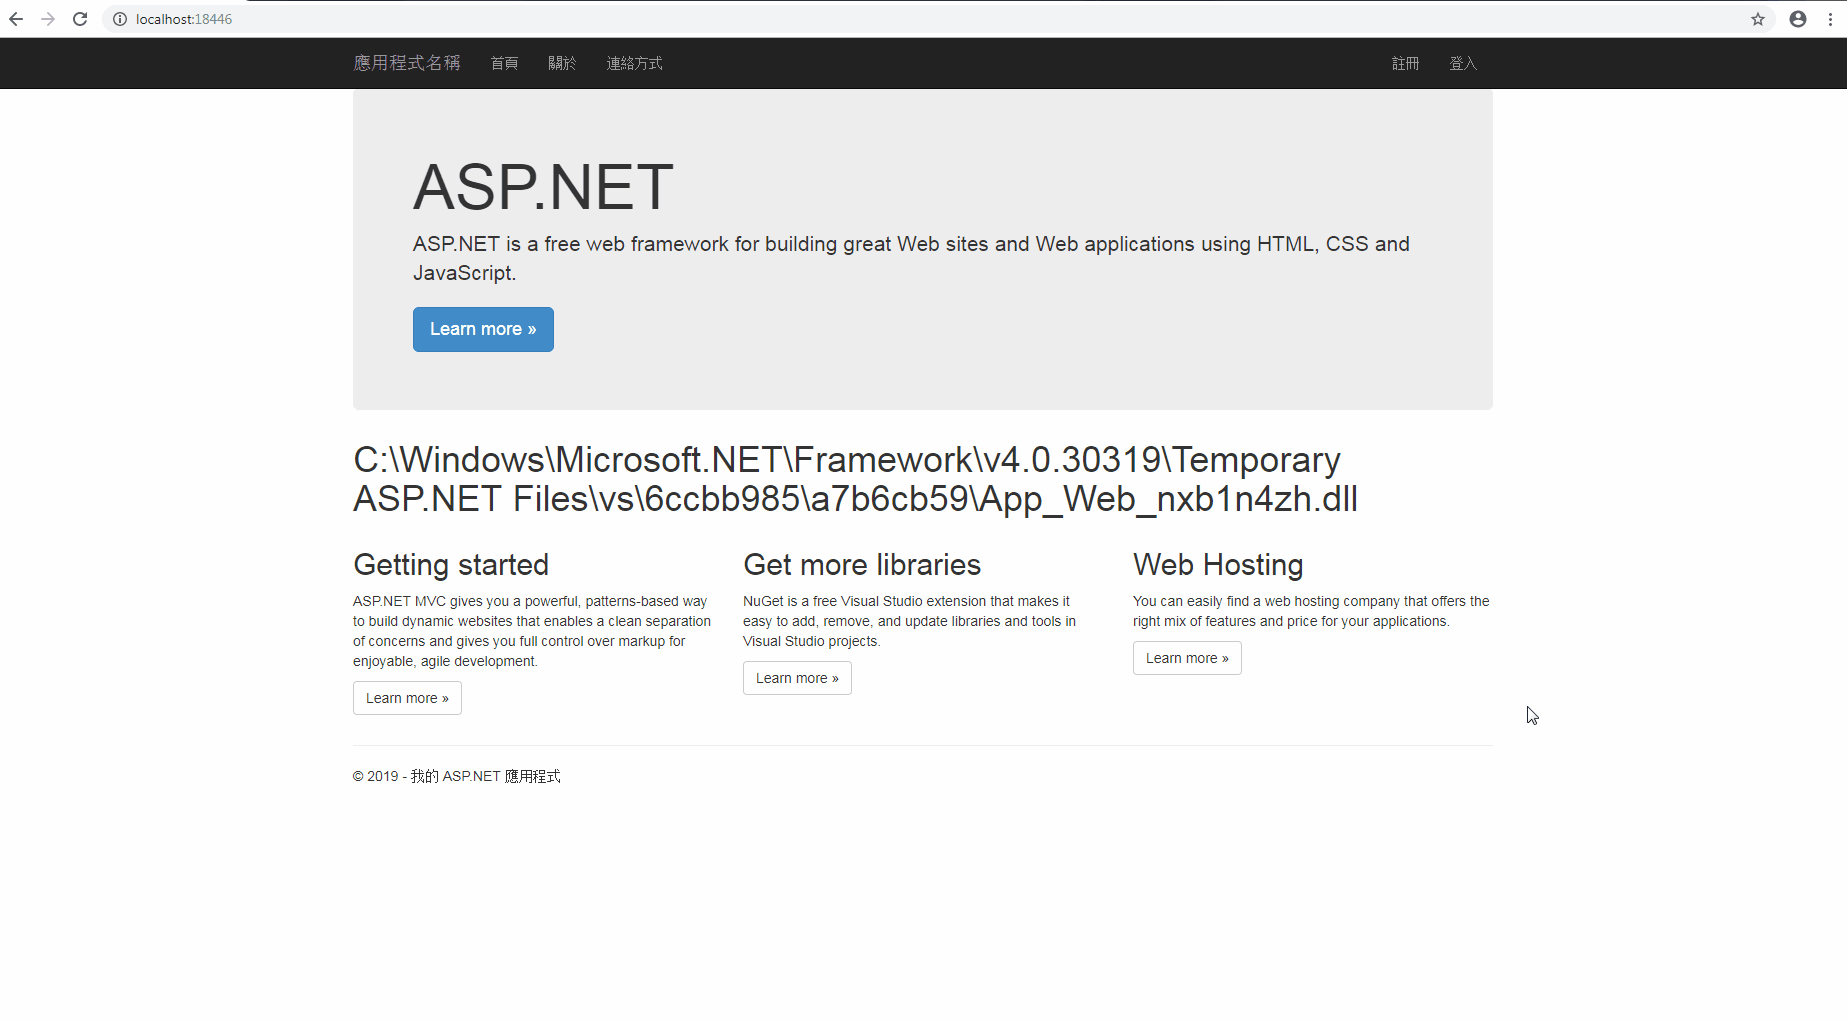 localhost:18446
應用程式名稱 首頁 關於 連絡方式 註冊 登入
ASP.NET
ASP.NET is a free web framework for building great Web sites and Web applications using HTML, CSS and
JavaScript.
Learn more »
C:\Windows\Microsoft.NET\Framework\v4.0.30319\Temporary
ASP.NET Files\vs\6ccbb985\a7b6cb59\App_Web_nxb1n4zh.dll
Getting started
ASP.NET MVC gives you a powerful, patterns-based way
to build dynamic websites that enables a clean separation
of concerns and gives you full control over markup for
enjoyable, agile development.
Learn more »
Get more libraries
NuGet is a free Visual Studio extension that makes it
easy to add, remove, and update libraries and tools in
Visual Studio projects.
Learn more »
Web Hosting
You can easily find a web hosting company that offers the
right mix of features and price for your applications.
Learn more »
© 2019 - 我的 ASP.NET 應用程式